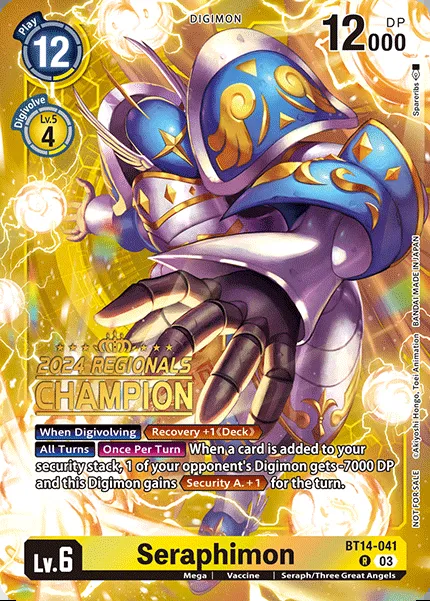 DIGIMON
Play
12
12000 DP
Digivolve
Lv.5
4
Spareribs
2024 REGIONALS
CHAMPION
When Digivolving Recovery +1《Deck》
All Turns Once Per Turn When a card is added to your
security stack, 1 of your opponent's Digimon gets -7000 DP
and this Digimon gains Security A. +1 for the turn.
NOT FOR SALE ©Akiyoshi Hongo, Toei Animation BANDAI MADE IN JAPAN
Lv.6
Seraphimon
BT14-041
R 03
Mega | Vaccine | Seraph/Three Great Angels